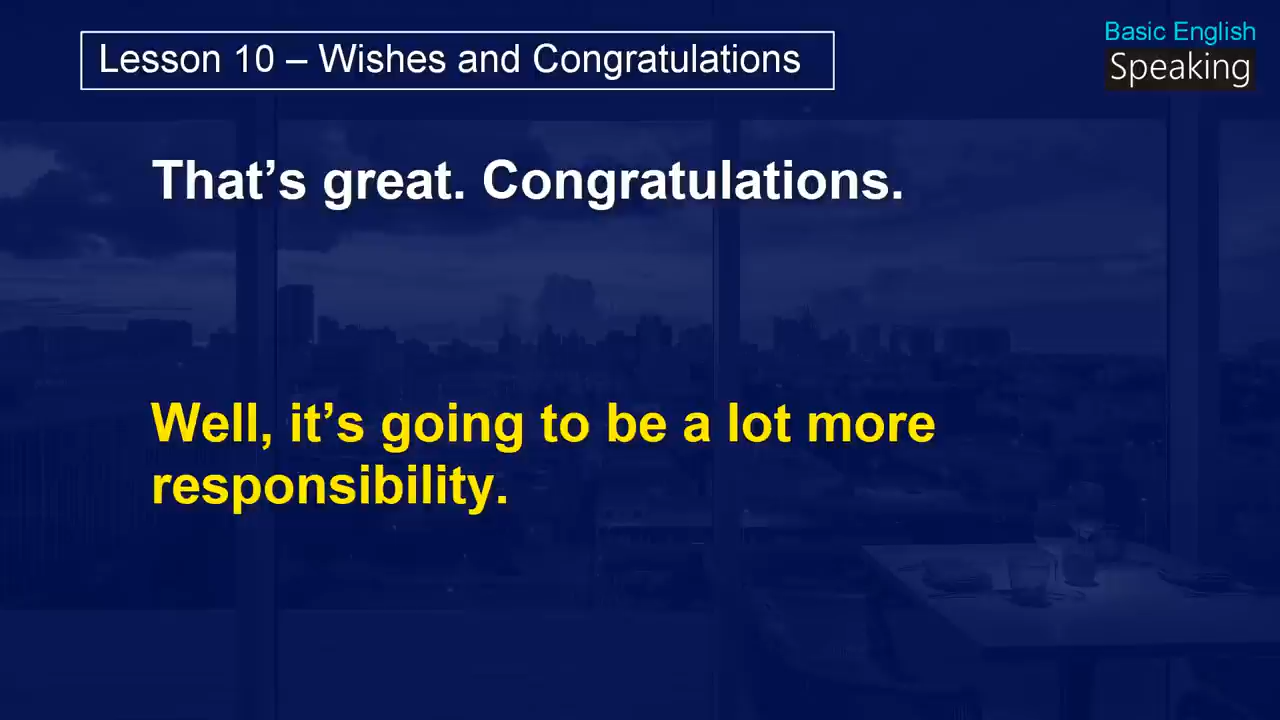 Lesson 10 – Wishes and Congratulations
Basic English
Speaking
That’s great. Congratulations.
Well, it’s going to be a lot more
responsibility.